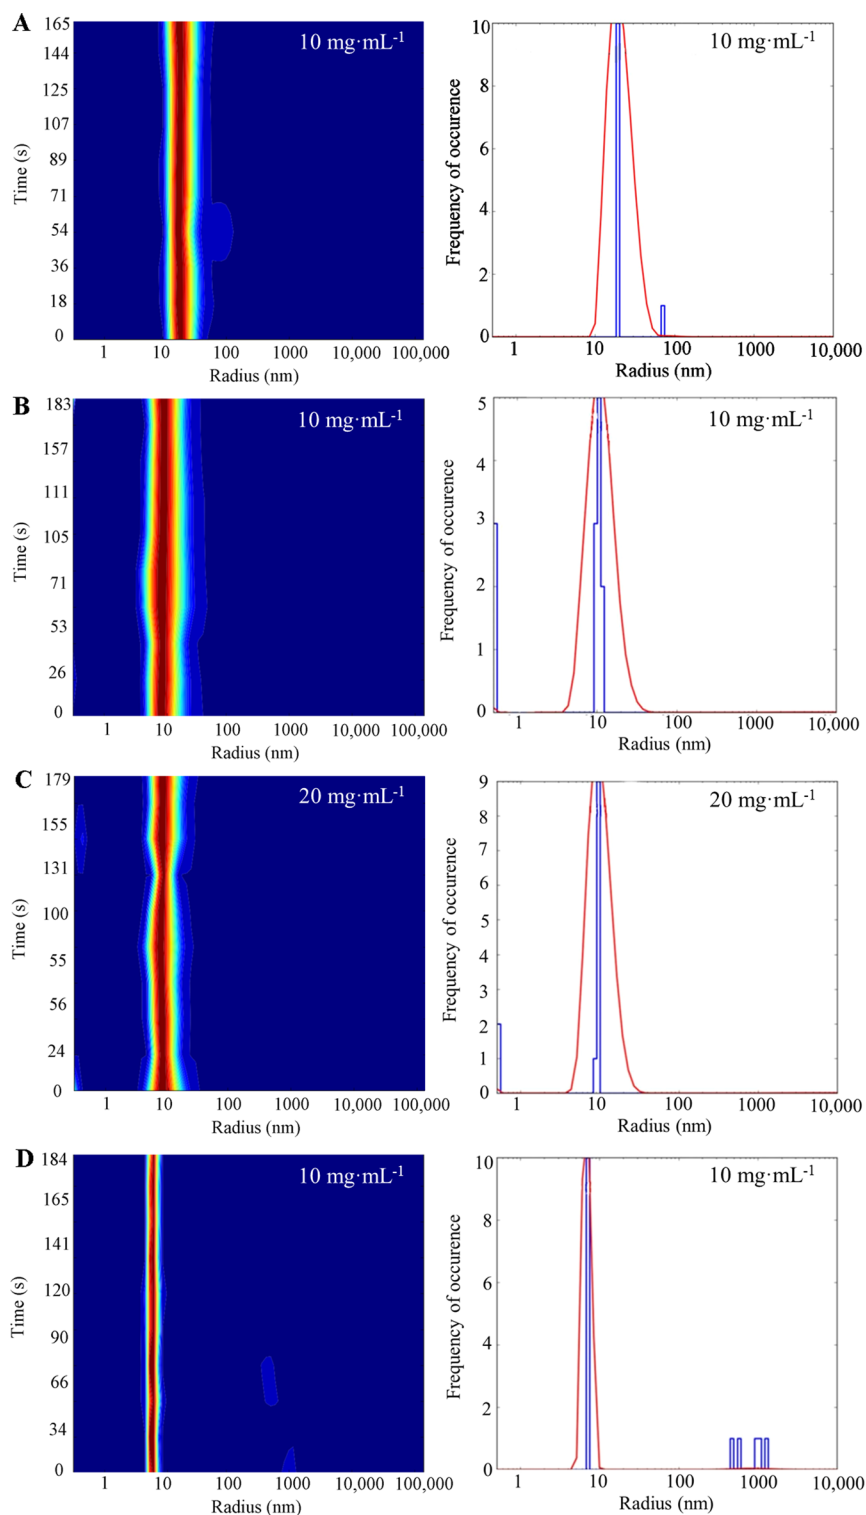 A
165
144
125
107
89
71
54
36
18
0
Time (s)
10 mg·mL-1
1 10 100 1000 10,000 100,000
Radius (nm)
10
8
6
4
2
0
Frequency of occurence
10 mg·mL-1
1 10 100 1000 10,000
Radius (nm)
B
183
157
111
105
71
53
26
0
Time (s)
10 mg·mL-1
1 10 100 1000 10,000 100,000
Radius (nm)
5
4
3
2
1
0
Frequency of occurence
10 mg·mL-1
1 10 100 1000 10,000
Radius (nm)
C
179
155
131
100
55
56
24
0
Time (s)
20 mg·mL-1
1 10 100 1000 10,000 100,000
Radius (nm)
9
8
7
6
5
4
3
2
1
0
Frequency of occurence
20 mg·mL-1
1 10 100 1000 10,000
Radius (nm)
D
184
165
141
120
90
66
34
0
Time (s)
10 mg·mL-1
1 10 100 1000 10,000 100,000
Radius (nm)
10
8
6
4
2
0
Frequency of occurence
10 mg·mL-1
1 10 100 1000 10,000
Radius (nm)